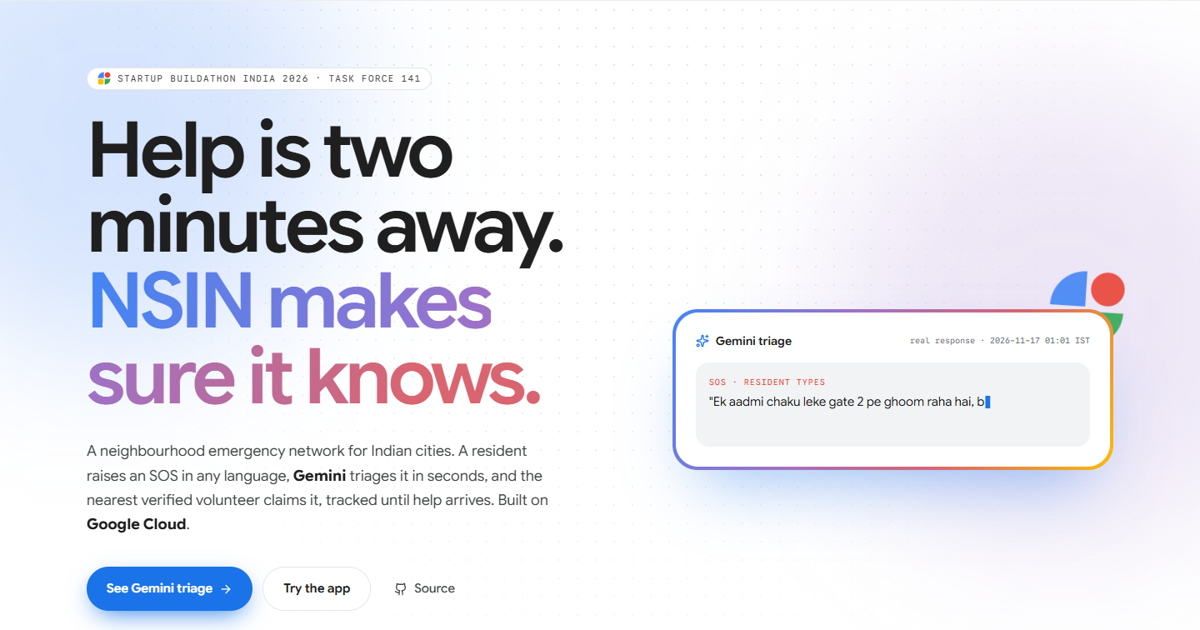 STARTUP BUILDATHON INDIA 2026 · TASK FORCE 141
Help is two
minutes away.
NSIN makes
sure it knows.
A neighbourhood emergency network for Indian cities. A resident
raises an SOS in any language, Gemini triages it in seconds, and the
nearest verified volunteer claims it, tracked until help arrives. Built on
Google Cloud.
See Gemini triage →
Try the app
Source
Gemini triage
real response · 2026-11-17 01:01 IST
SOS · RESIDENT TYPES
"Ek aadmi chaku leke gate 2 pe ghoom raha hai, b